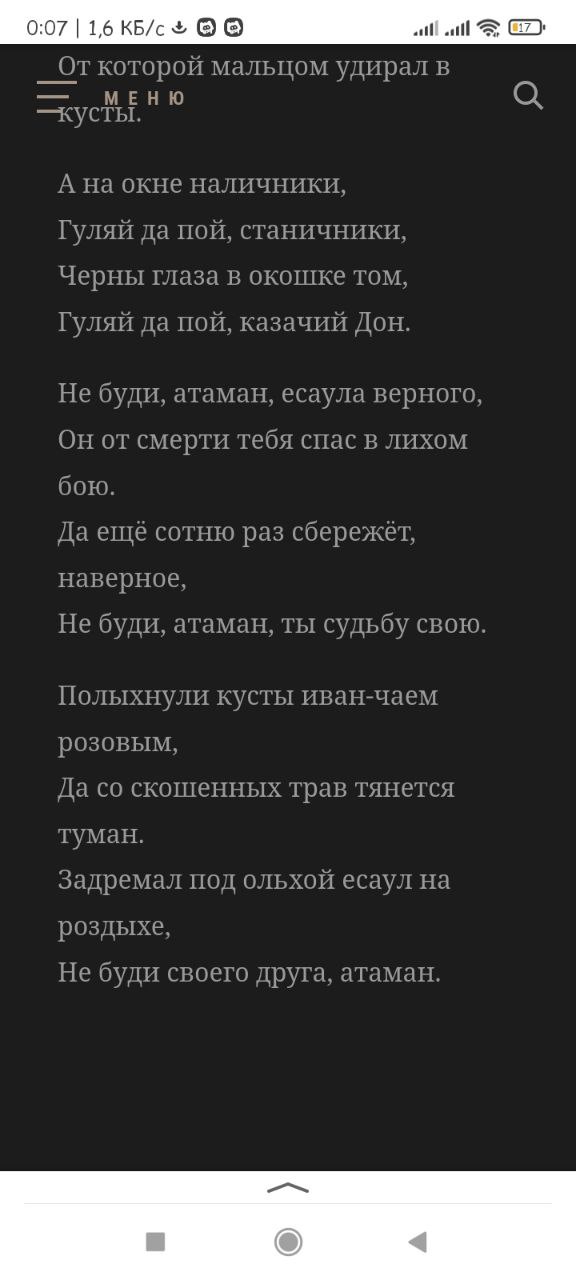 0:07 | 1,6 КБ/с
17
От которой мальцом удирал в
МЕНЮ
кусты.
А на окне наличники,
Гуляй да пой, станичники,
Черны глаза в окошке том,
Гуляй да пой, казачий Дон.
Не буди, атаман, есаула верного,
Он от смерти тебя спас в лихом
бою.
Да ещё сотню раз сбережёт,
наверное,
Не буди, атаман, ты судьбу свою.
Полыхнули кусты иван-чаем
розовым,
Да со скошенных трав тянется
туман.
Задремал под ольхой есаул на
роздыхе,
Не буди своего друга, атаман.